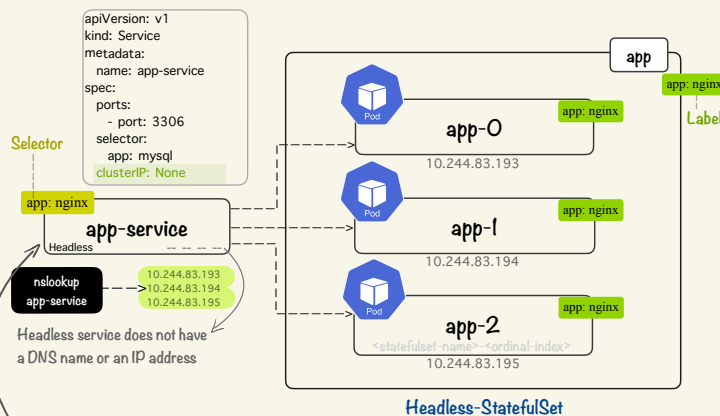 apiVersion: v1
kind: Service
metadata:
name: app-service
spec:
ports:
- port: 3306
selector:
app: mysql
clusterIP: None
Selector
app: nginx
app-service
Headless
nslookup
app-service
10.244.83.193
10.244.83.194
10.244.83.195
Headless service does not have
a DNS name or an IP address
app
app: nginx
Label
Pod
app-0
app: nginx
10.244.83.193
Pod
app-1
app: nginx
10.244.83.194
Pod
app-2
app: nginx
<statefulset-name>-<ordinal-index>
10.244.83.195
Headless-StatefulSet